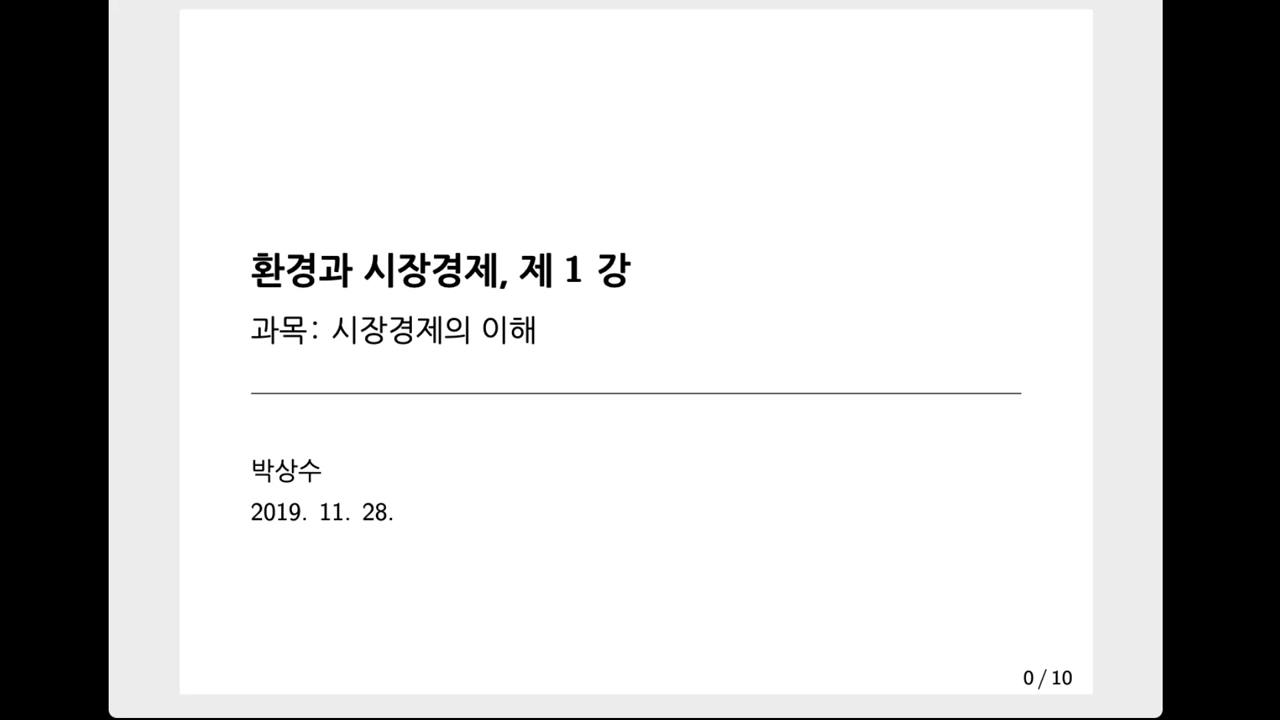 환경과 시장경제, 제 1 강
과목: 시장경제의 이해
박상수
2019. 11. 28.
0 / 10